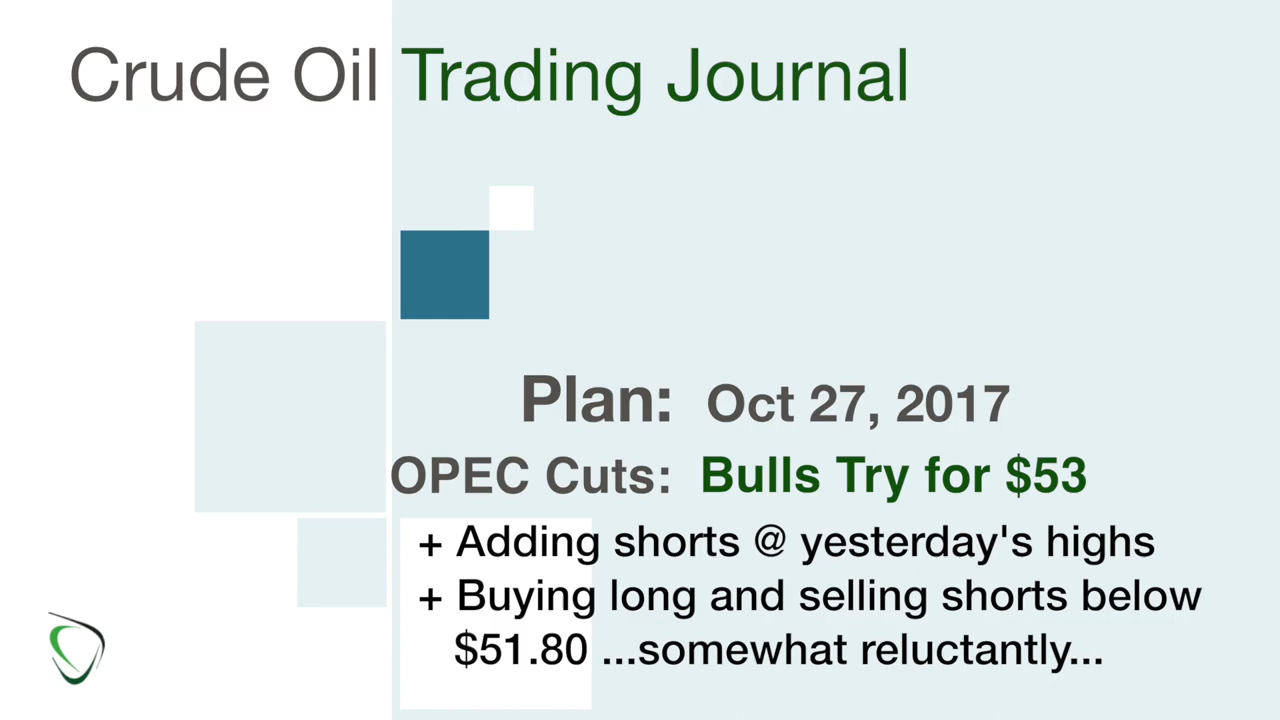 Crude Oil Trading Journal
Plan: Oct 27, 2017
OPEC Cuts: Bulls Try for $53
+ Adding shorts @ yesterday's highs
+ Buying long and selling shorts below
$51.80 ...somewhat reluctantly...